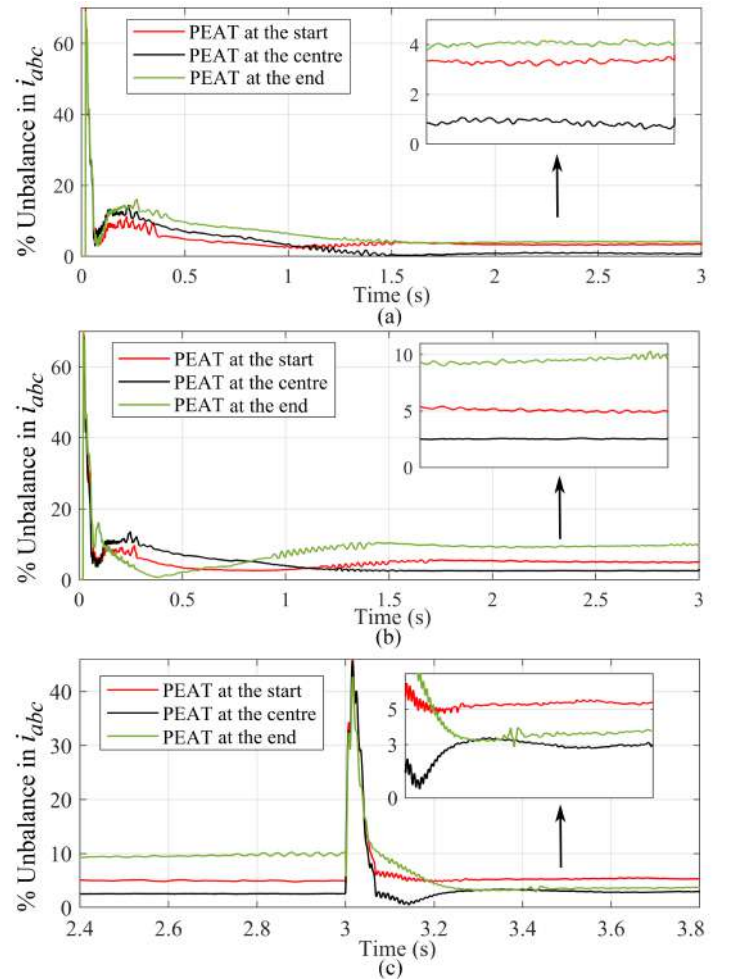 % Unbalance in iabc
60
40
20
0
PEAT at the start
PEAT at the centre
PEAT at the end
4
2
0
0 0.5 1 1.5 2 2.5 3
Time (s)
(a)
% Unbalance in iabc
60
40
20
0
PEAT at the start
PEAT at the centre
PEAT at the end
10
5
0
0 0.5 1 1.5 2 2.5 3
Time (s)
(b)
% Unbalance in iabc
40
30
20
10
0
PEAT at the start
PEAT at the centre
PEAT at the end
5
3
0
2.4 2.6 2.8 3 3.2 3.4 3.6 3.8
Time (s)
(c)